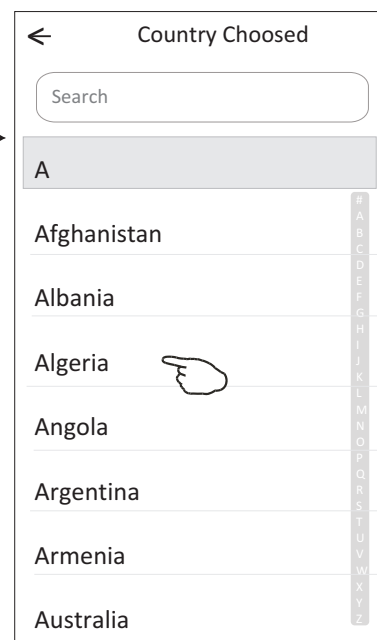 Country Choosed
Search
A
Afghanistan
Albania
Algeria
Angola
Argentina
Armenia
Australia
#
A
B
C
D
E
F
G
H
I
J
K
L
M
N
O
P
Q
R
S
T
U
V
W
X
Y
Z